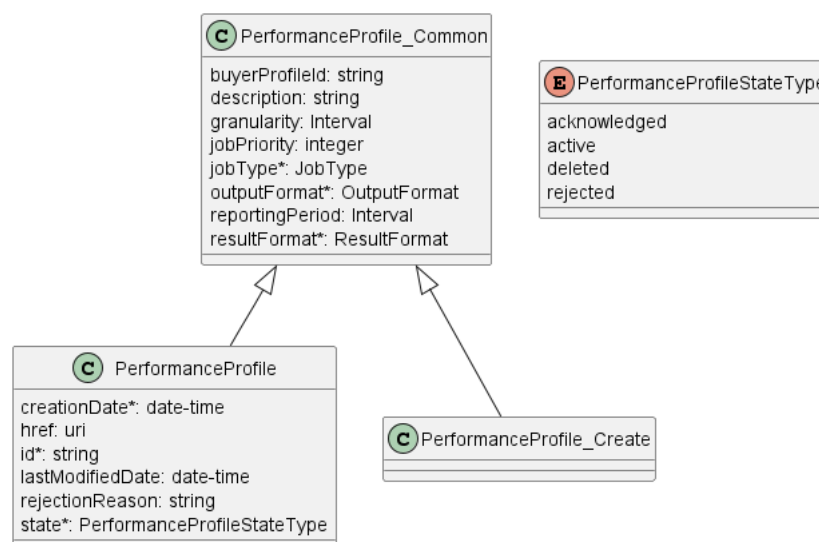 C PerformanceProfile_Common
buyerProfileId: string
description: string
granularity: Interval
jobPriority: integer
jobType*: JobType
outputFormat*: OutputFormat
reportingPeriod: Interval
resultFormat*: ResultFormat
E PerformanceProfileStateType
acknowledged
active
deleted
rejected
C PerformanceProfile
creationDate*: date-time
href: uri
id*: string
lastModifiedDate: date-time
rejectionReason: string
state*: PerformanceProfileStateType
C PerformanceProfile_Create